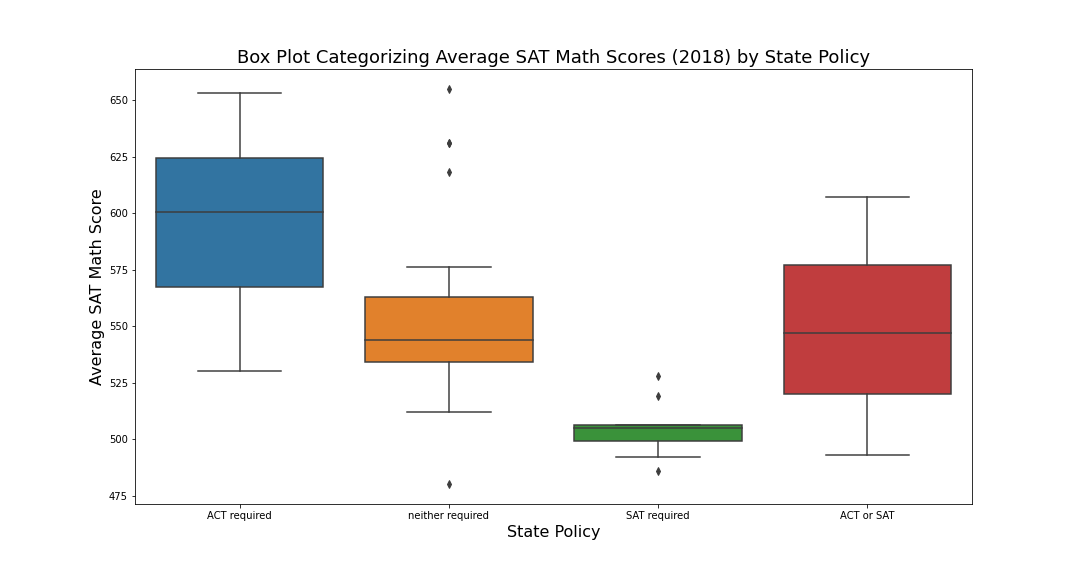 Box Plot Categorizing Average SAT Math Scores (2018) by State Policy
Average SAT Math Score
650
625
600
575
550
525
500
475
ACT required
neither required
SAT required
ACT or SAT
State Policy